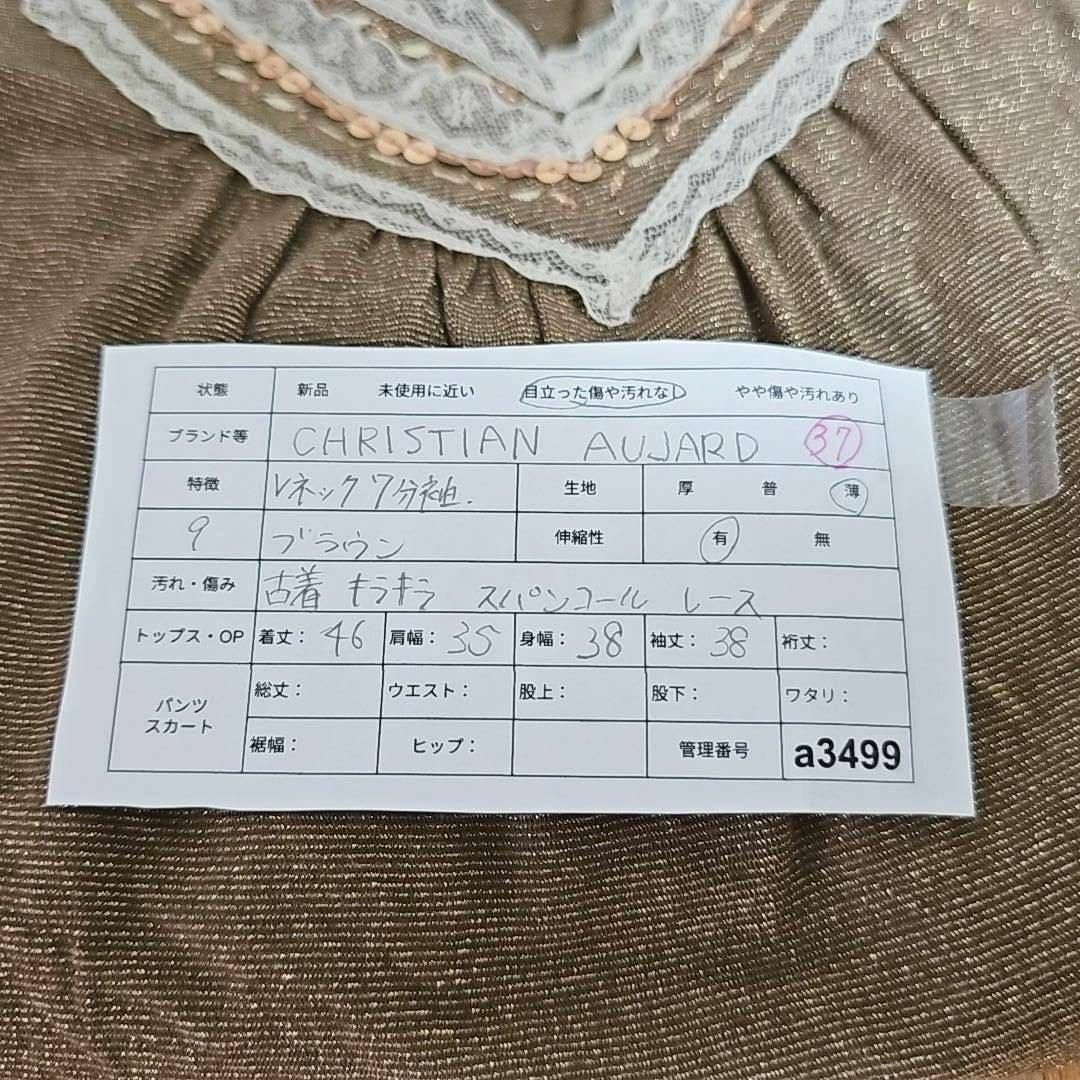 状態 新品 未使用に近い 目立った傷や汚れなし やや傷や汚れあり
ブランド等 CHRISTIAN AUJARD 37
特徴 Vネック 7分袖. 生地 厚 普 薄
9 ブラウン 伸縮性 有 無
汚れ・傷み 古着 キラキラ スパンコール レース
トップス・OP 着丈： 46 肩幅： 35 身幅： 38 袖丈： 38 裄丈：
パンツ スカート 総丈： ウエスト： 股上： 股下： ワタリ：
裾幅： ヒップ： 管理番号 a3499